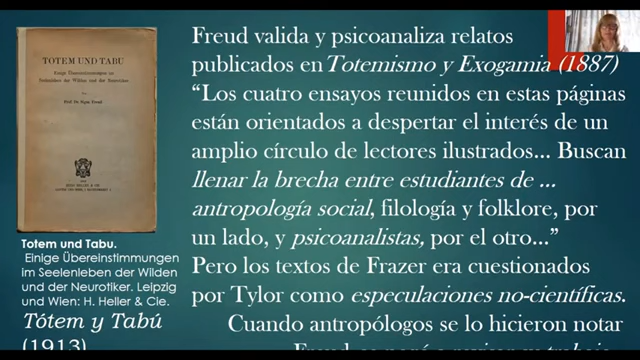 TOTEM UND TABU
Einige Übereinstimmungen im
Seelenleben der Wilden und der Neurotiker
Von
Prof. Dr. Sigm. Freud
Totem und Tabu.
Einige Übereinstimmungen
im Seelenleben der Wilden
und der Neurotiker. Leipzig
und Wien: H. Heller & Cie.
Tótem y Tabú
(1913)
Freud valida y psicoanaliza relatos
publicados en Totemismo y Exogamia (1887)
“Los cuatro ensayos reunidos en estas páginas
están orientados a despertar el interés de un
amplio círculo de lectores ilustrados... Buscan
llenar la brecha entre estudiantes de ...
antropología social, filología y folklore, por
un lado, y psicoanalistas, por el otro...”
Pero los textos de Frazer era cuestionados
por Tylor como especulaciones no-científicas.
Cuando antropólogos se lo hicieron notar